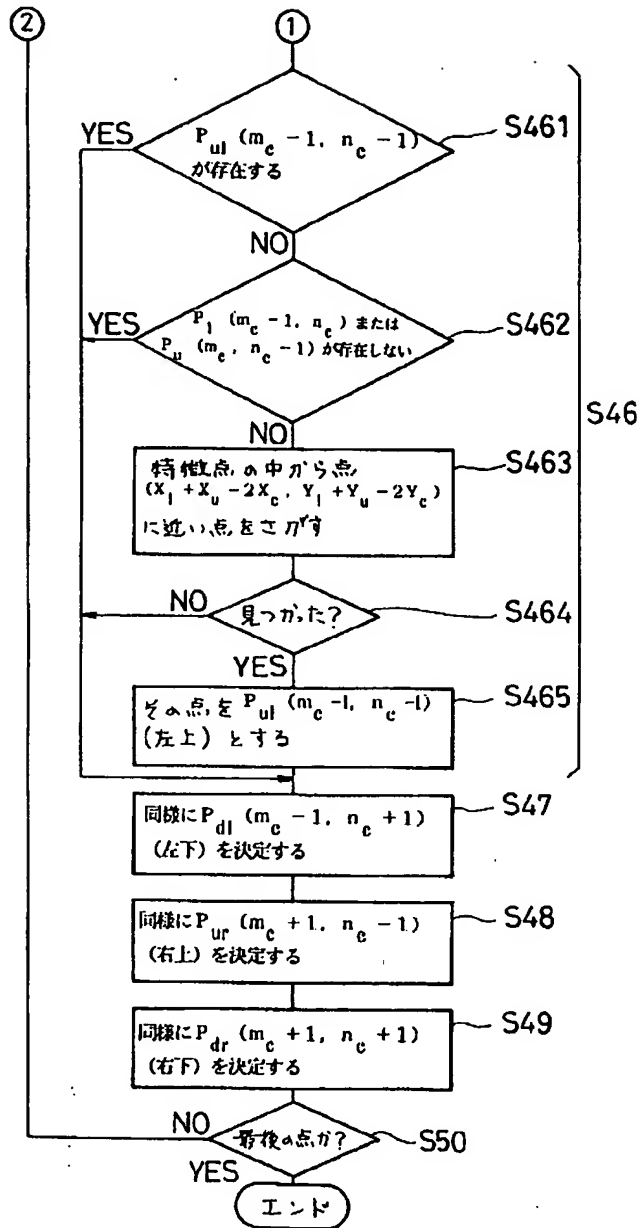 ② ①
YES
P_ul (m_c −1, n_c −1)
が存在する
S461
NO
YES
P_l (m_c −1, n_c) または
P_u (m_c, n_c −1) が存在しない
S462
S46
NO
特徴点の中から点
(X_l +X_u −2X_c, Y_l +Y_u −2Y_c)
に近い点をさがす
S463
NO
見つかった?
S464
YES
その点を P_ul (m_c −1, n_c −1)
(左上) とする
S465
同様に P_dl (m_c −1, n_c +1)
(左下) を決定する
S47
同様に P_ur (m_c +1, n_c −1)
(右上) を決定する
S48
同様に P_dr (m_c +1, n_c +1)
(右下) を決定する
S49
NO
最後の点か?
S50
YES
エンド